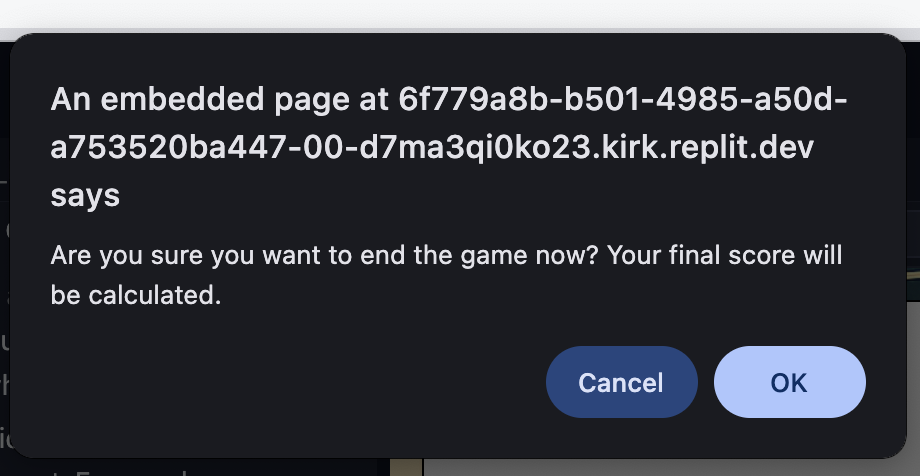 An embedded page at 6f779a8b-b501-4985-a50d-
a753520ba447-00-d7ma3qi0ko23.kirk.replit.dev
says
Are you sure you want to end the game now? Your final score will
be calculated.
Cancel OK